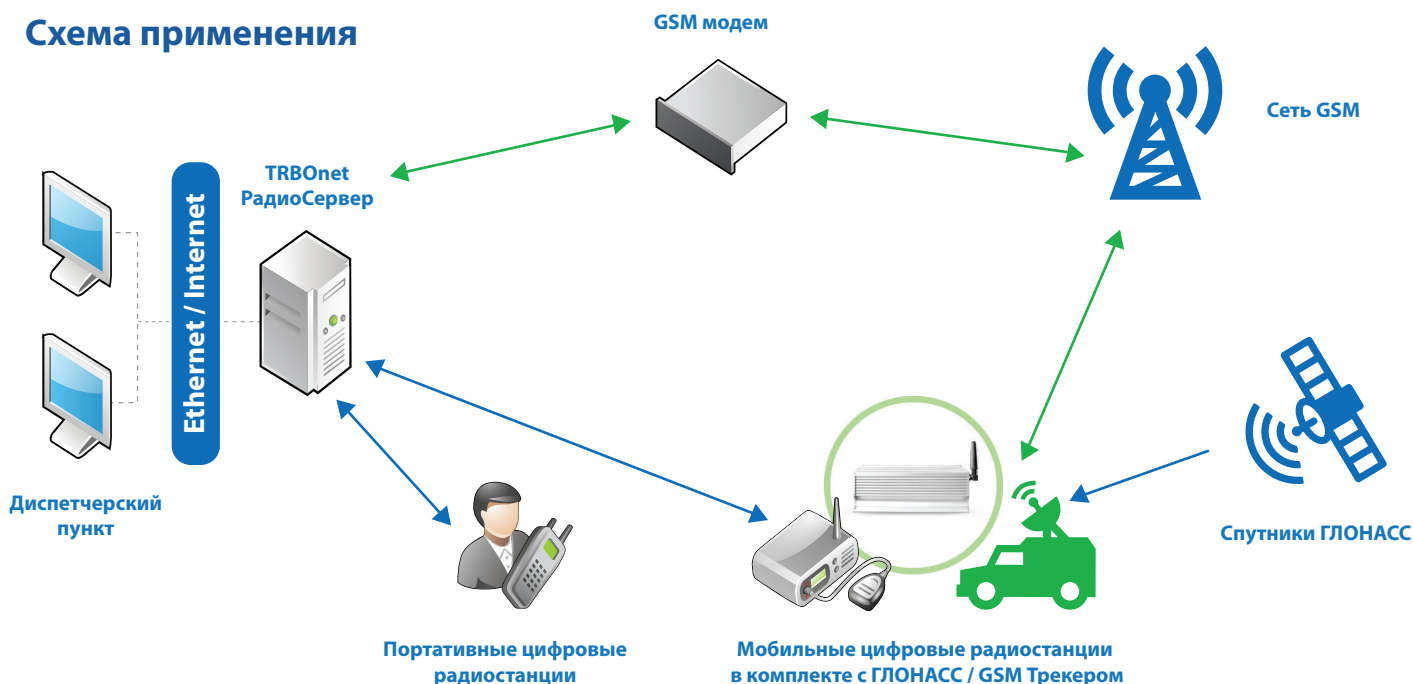 Схема применения
GSM модем
Сеть GSM
TRBOnet
РадиоСервер
Ethernet / Internet
Диспетчерский
пункт
Спутники ГЛОНАСС
Портативные цифровые
радиостанции
Мобильные цифровые радиостанции
в комплекте с ГЛОНАСС / GSM Трекером